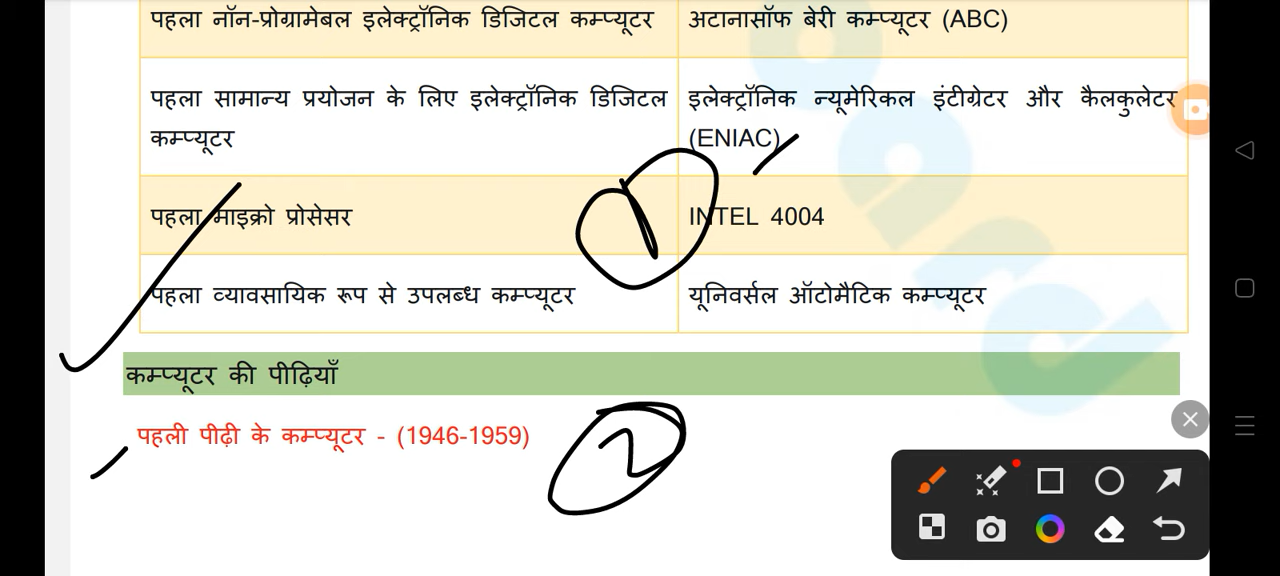 पहला नॉन-प्रोग्रामेबल इलेक्ट्रॉनिक डिजिटल कम्प्यूटर
अटानासॉफ बेरी कम्प्यूटर (ABC)
पहला सामान्य प्रयोजन के लिए इलेक्ट्रॉनिक डिजिटल
कम्प्यूटर
इलेक्ट्रॉनिक न्यूमेरिकल इंटीग्रेटर और कैलकुलेटर
(ENIAC)
पहला माइक्रो प्रोसेसर
1
INTEL 4004
पहला व्यावसायिक रूप से उपलब्ध कम्प्यूटर
यूनिवर्सल ऑटोमैटिक कम्प्यूटर
कम्प्यूटर की पीढ़ियाँ
पहली पीढ़ी के कम्प्यूटर - (1946-1959)
2